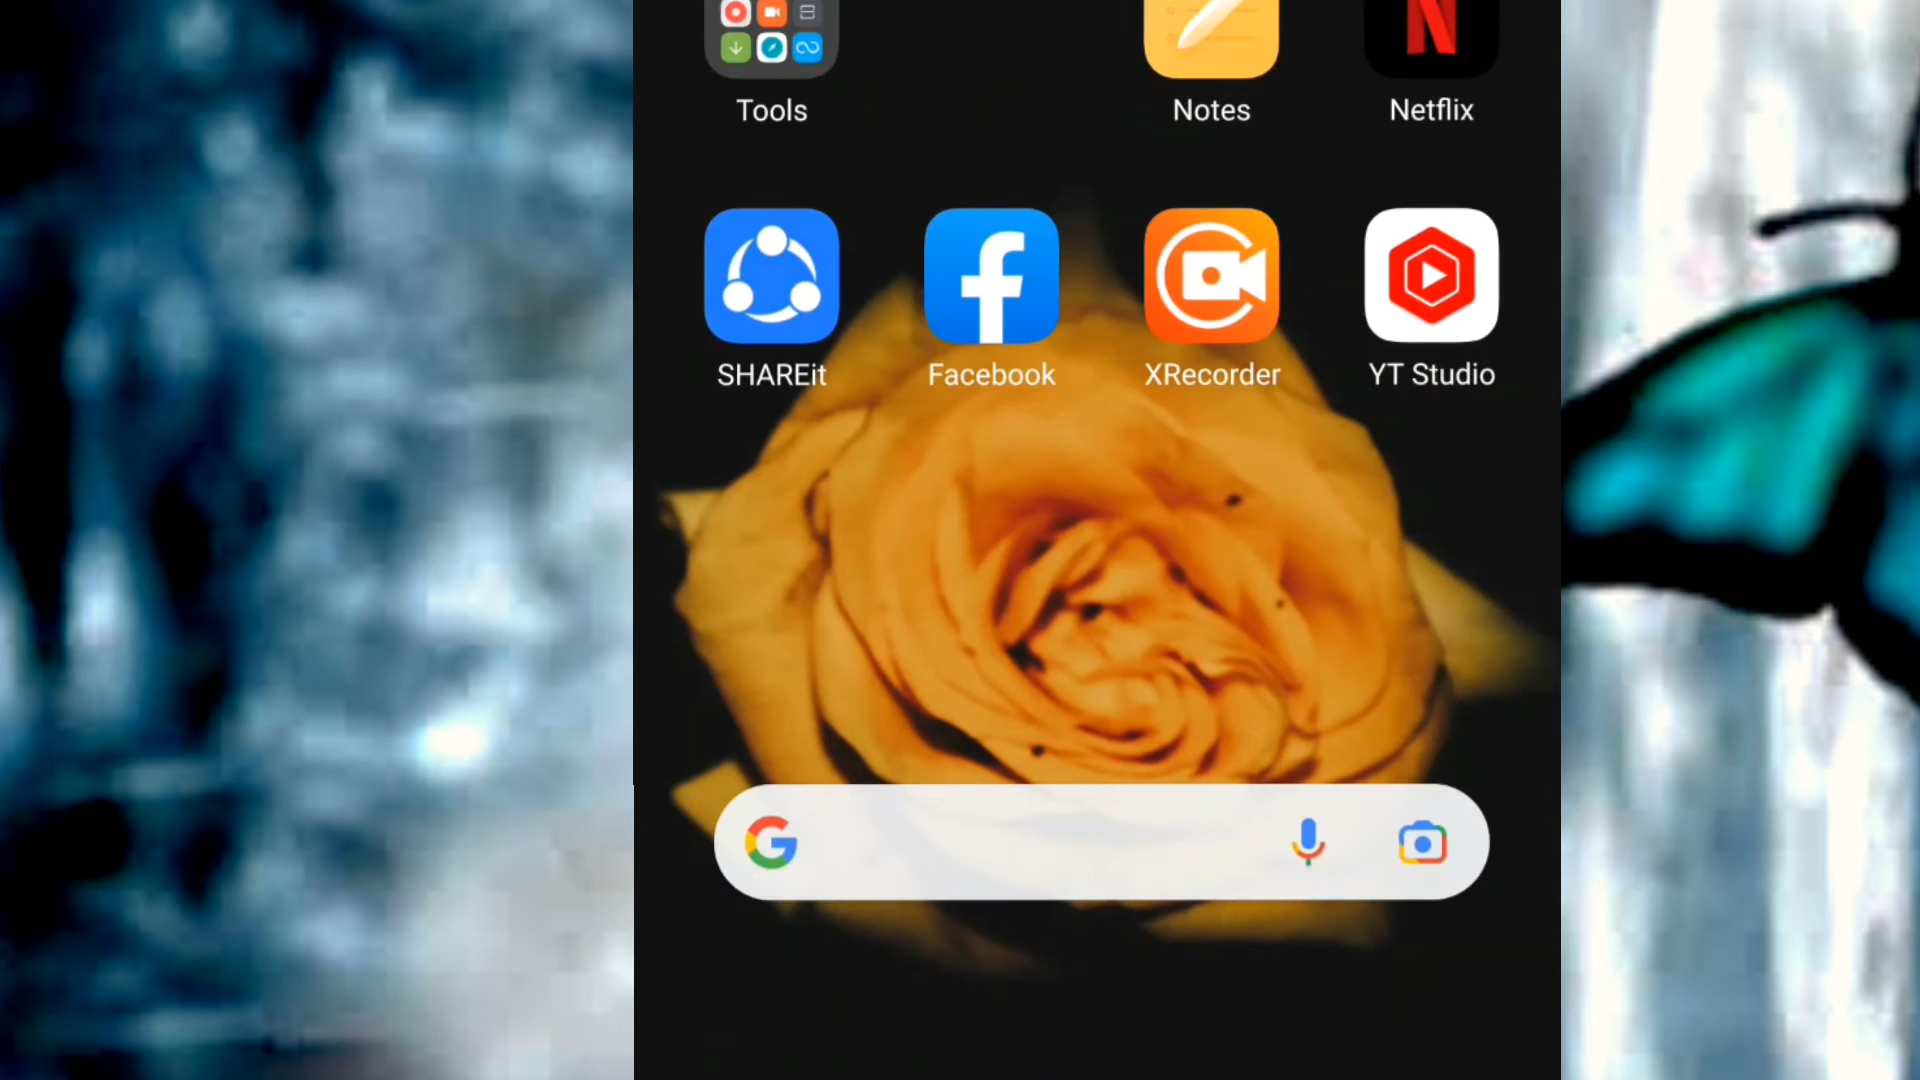 Tools
Notes
Netflix
SHAREit
Facebook
XRecorder
YT Studio